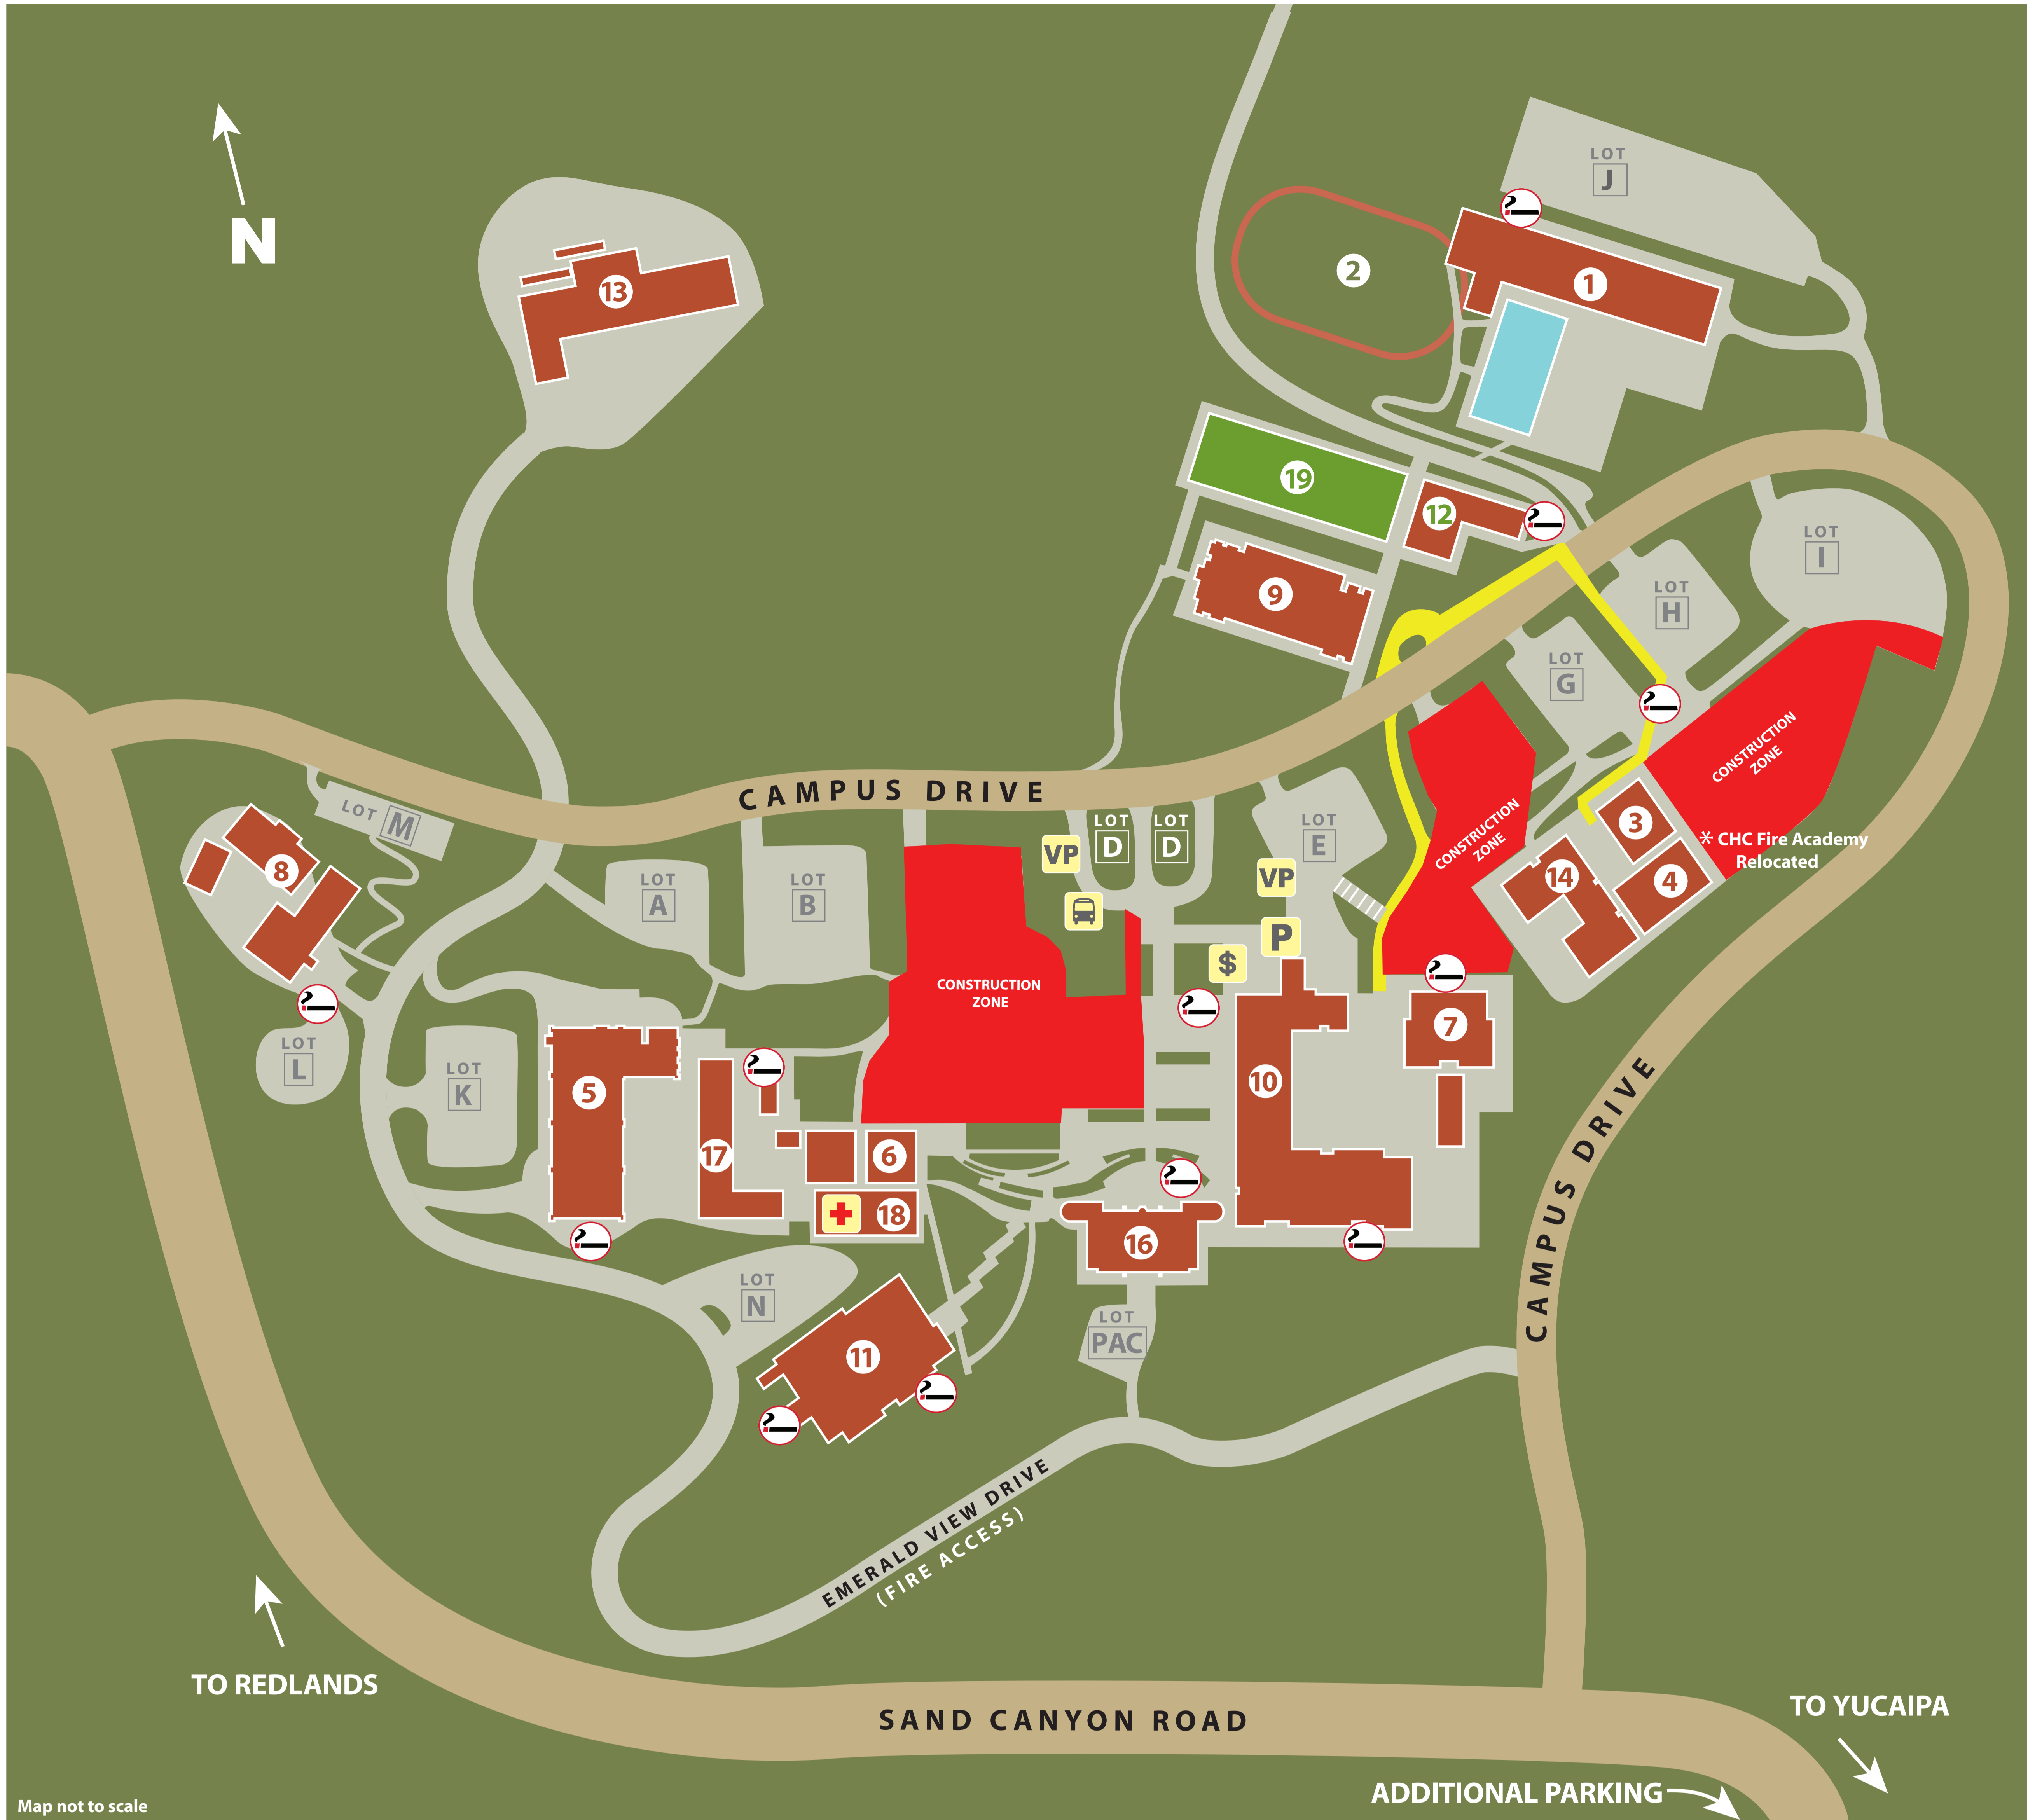 LOT
J
N
2
1
13
19
12
LOT
I
9
LOT
H
LOT
G
CONSTRUCTION
ZONE
CAMPUS DRIVE
LOT
M
LOT
D
LOT
D
LOT
E
VP
VP
CONSTRUCTION
ZONE
3
* CHC Fire Academy
Relocated
8
14
4
LOT
A
LOT
B
P
$
CONSTRUCTION
ZONE
7
LOT
L
LOT
K
5
10
17
6
18
16
CAMPUS DRIVE
LOT
N
LOT
PAC
11
EMERALD VIEW DRIVE
(FIRE ACCESS)
TO REDLANDS
SAND CANYON ROAD
TO YUCAIPA
ADDITIONAL PARKING
Map not to scale